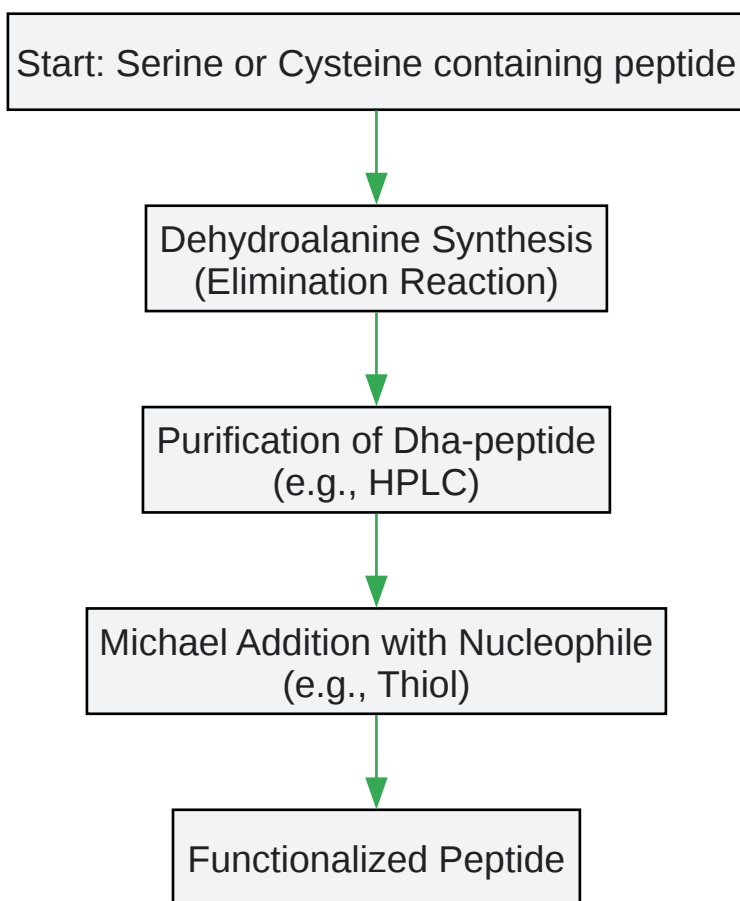 Start: Serine or Cysteine containing peptide
Dehydroalanine Synthesis
(Elimination Reaction)
Purification of Dha-peptide
(e.g., HPLC)
Michael Addition with Nucleophile
(e.g., Thiol)
Functionalized Peptide